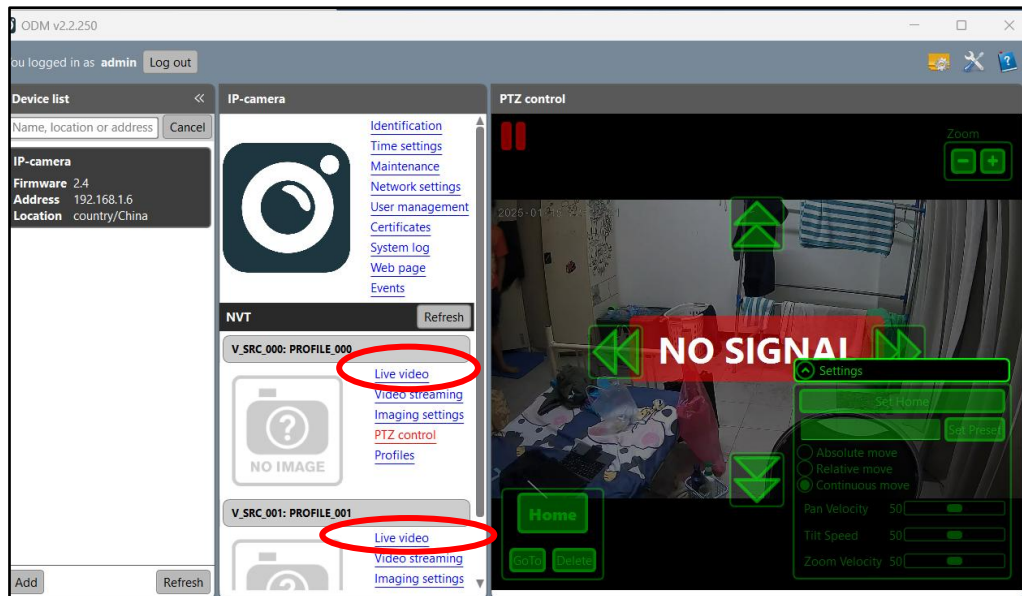 ODM v2.2.250
ou logged in as admin Log out
Device list
Name, location or address Cancel
IP-camera
Firmware 2.4
Address 192.168.1.6
Location country/China
Add Refresh
IP-camera
Identification
Time settings
Maintenance
Network settings
User management
Certificates
System log
Web page
Events
NVT Refresh
V_SRC_000: PROFILE_000
Live video
Video streaming
Imaging settings
PTZ control
Profiles
NO IMAGE
V_SRC_001: PROFILE_001
Live video
Video streaming
Imaging settings
PTZ control
Zoom
NO SIGNAL
Settings
Set Home
Set Preset
Absolute move
Relative move
Continuous move
Pan Velocity 50
Tilt Speed 50
Zoom Velocity 50
Home
GoTo Delete